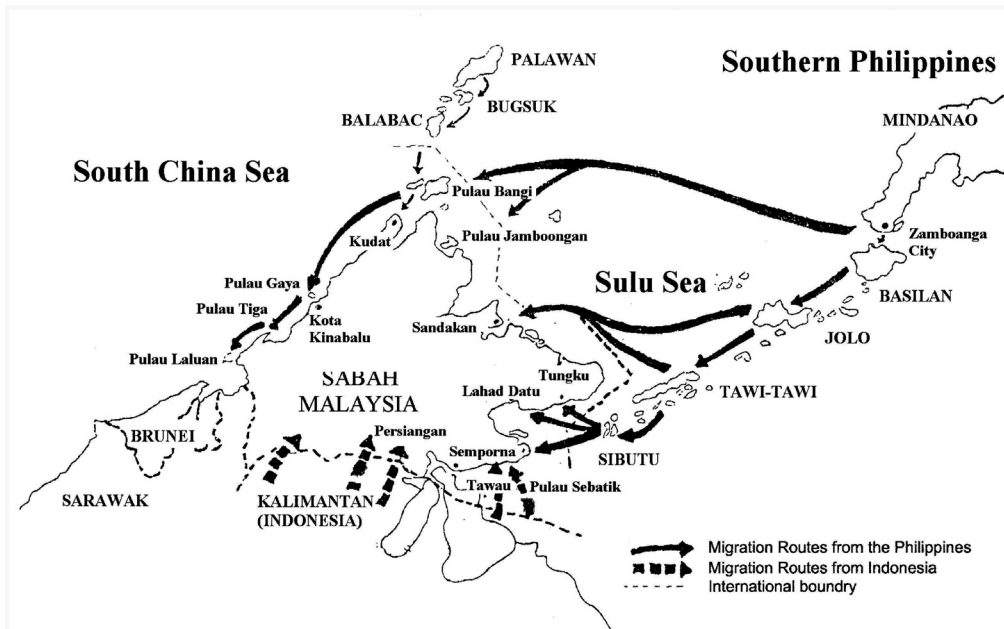 PALAWAN
Southern Philippines
BUGSUK
BALABAC
MINDANAO
South China Sea
Pulau Bangi
Kudat
Pulau Jamboongan
Zamboanga
City
Pulau Gaya
Sulu Sea
BASILAN
Pulau Tiga
Kota
Kinabalu
Sandakan
JOLO
Pulau Laluan
SABAH
MALAYSIA
Tungku
Lahad Datu
TAWI-TAWI
BRUNEI
Persiangan
Semporna
SIBUTU
SARAWAK
KALIMANTAN
(INDONESIA)
Tawau
Pulau Sebatik
Migration Routes from the Philippines
Migration Routes from Indonesia
International boundry